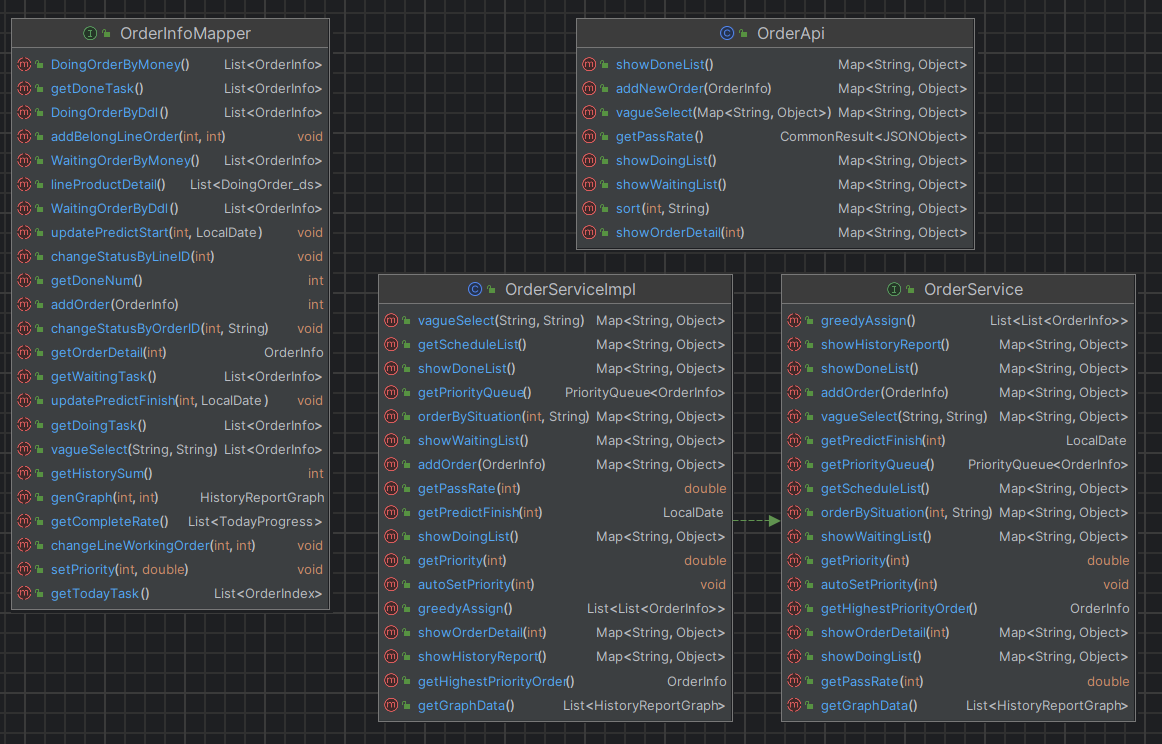 OrderInfoMapper
DoingOrderByMoney() List<OrderInfo>
getDoneTask() List<OrderInfo>
DoingOrderByDdl() List<OrderInfo>
addBelongLineOrder(int, int) void
WaitingOrderByMoney() List<OrderInfo>
lineProductDetail() List<DoingOrder_ds>
WaitingOrderByDdl() List<OrderInfo>
updatePredictStart(int, LocalDate) void
changeStatusByLineID(int) void
getDoneNum() int
addOrder(OrderInfo) int
changeStatusByOrderID(int, String) void
getOrderDetail(int) OrderInfo
getWaitingTask() List<OrderInfo>
updatePredictFinish(int, LocalDate) void
getDoingTask() List<OrderInfo>
vagueSelect(String, String) List<OrderInfo>
getHistorySum() int
genGraph(int, int) HistoryReportGraph
getCompleteRate() List<TodayProgress>
changeLineWorkingOrder(int, int) void
setPriority(int, double) void
getTodayTask() List<OrderIndex>
OrderApi
showDoneList() Map<String, Object>
addNewOrder(OrderInfo) Map<String, Object>
vagueSelect(Map<String, Object>) Map<String, Object>
getPassRate() CommonResult<JSONObject>
showDoingList() Map<String, Object>
showWaitingList() Map<String, Object>
sort(int, String) Map<String, Object>
showOrderDetail(int) Map<String, Object>
OrderServiceImpl
vagueSelect(String, String) Map<String, Object>
getScheduleList() Map<String, Object>
showDoneList() Map<String, Object>
getPriorityQueue() PriorityQueue<OrderInfo>
orderBySituation(int, String) Map<String, Object>
showWaitingList() Map<String, Object>
addOrder(OrderInfo) Map<String, Object>
getPassRate(int) double
getPredictFinish(int) LocalDate
showDoingList() Map<String, Object>
getPriority(int) double
autoSetPriority(int) void
greedyAssign() List<List<OrderInfo>>
showOrderDetail(int) Map<String, Object>
showHistoryReport() Map<String, Object>
getHighestPriorityOrder() OrderInfo
getGraphData() List<HistoryReportGraph>
OrderService
greedyAssign() List<List<OrderInfo>>
showHistoryReport() Map<String, Object>
showDoneList() Map<String, Object>
addOrder(OrderInfo) Map<String, Object>
vagueSelect(String, String) Map<String, Object>
getPredictFinish(int) LocalDate
getPriorityQueue() PriorityQueue<OrderInfo>
getScheduleList() Map<String, Object>
orderBySituation(int, String) Map<String, Object>
showWaitingList() Map<String, Object>
getPriority(int) double
autoSetPriority(int) void
getHighestPriorityOrder() OrderInfo
showOrderDetail(int) Map<String, Object>
showDoingList() Map<String, Object>
getPassRate(int) double
getGraphData() List<HistoryReportGraph>